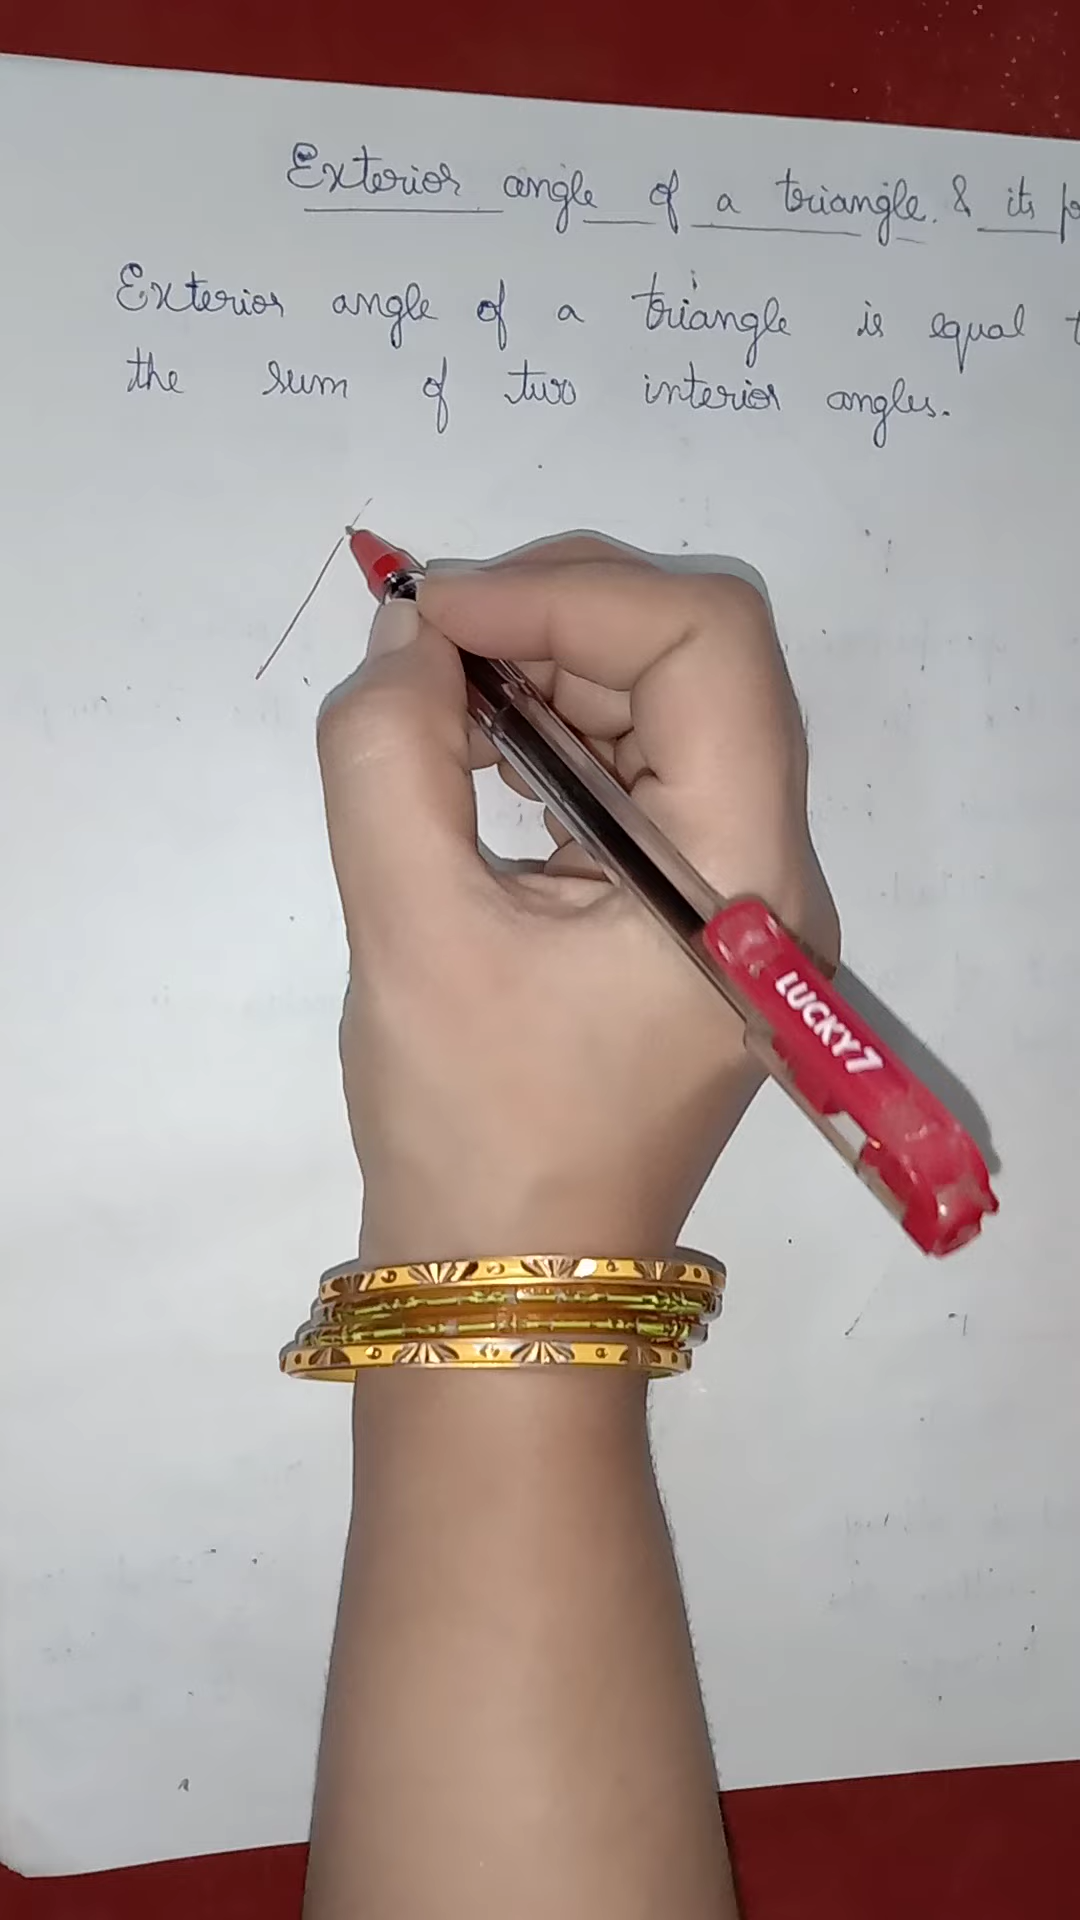 Exterior angle of a triangle. & its
Exterior angle of a triangle is equal
the sum of two interior angles.
LUCKY7